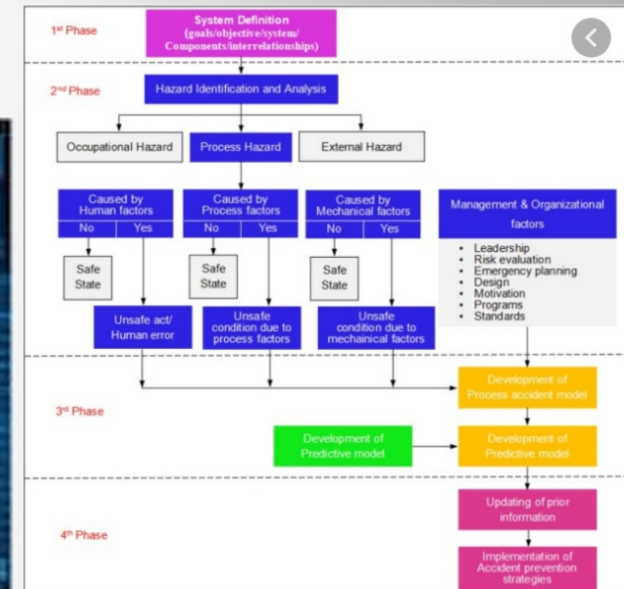 System Definition
(goals/objective/system/
Components/interrelationships)
1st Phase
2nd Phase
Hazard Identification and Analysis
Occupational Hazard
Process Hazard
External Hazard
Caused by
Human factors
No
Yes
Caused by
Process factors
No
Yes
Caused by
Mechanical factors
No
Yes
Management & Organizational
factors
• Leadership
• Risk evaluation
• Emergency planning
• Design
• Motivation
• Programs
• Standards
Safe
State
Safe
State
Safe
State
Unsafe act/
Human error
Unsafe
condition due to
process factors
Unsafe
condition due to
mechainical factors
3rd Phase
Development of
Process accident model
Development of
Predictive model
Development of
Predictive model
4th Phase
Updating of prior
information
Implementation of
Accident prevention
strategies